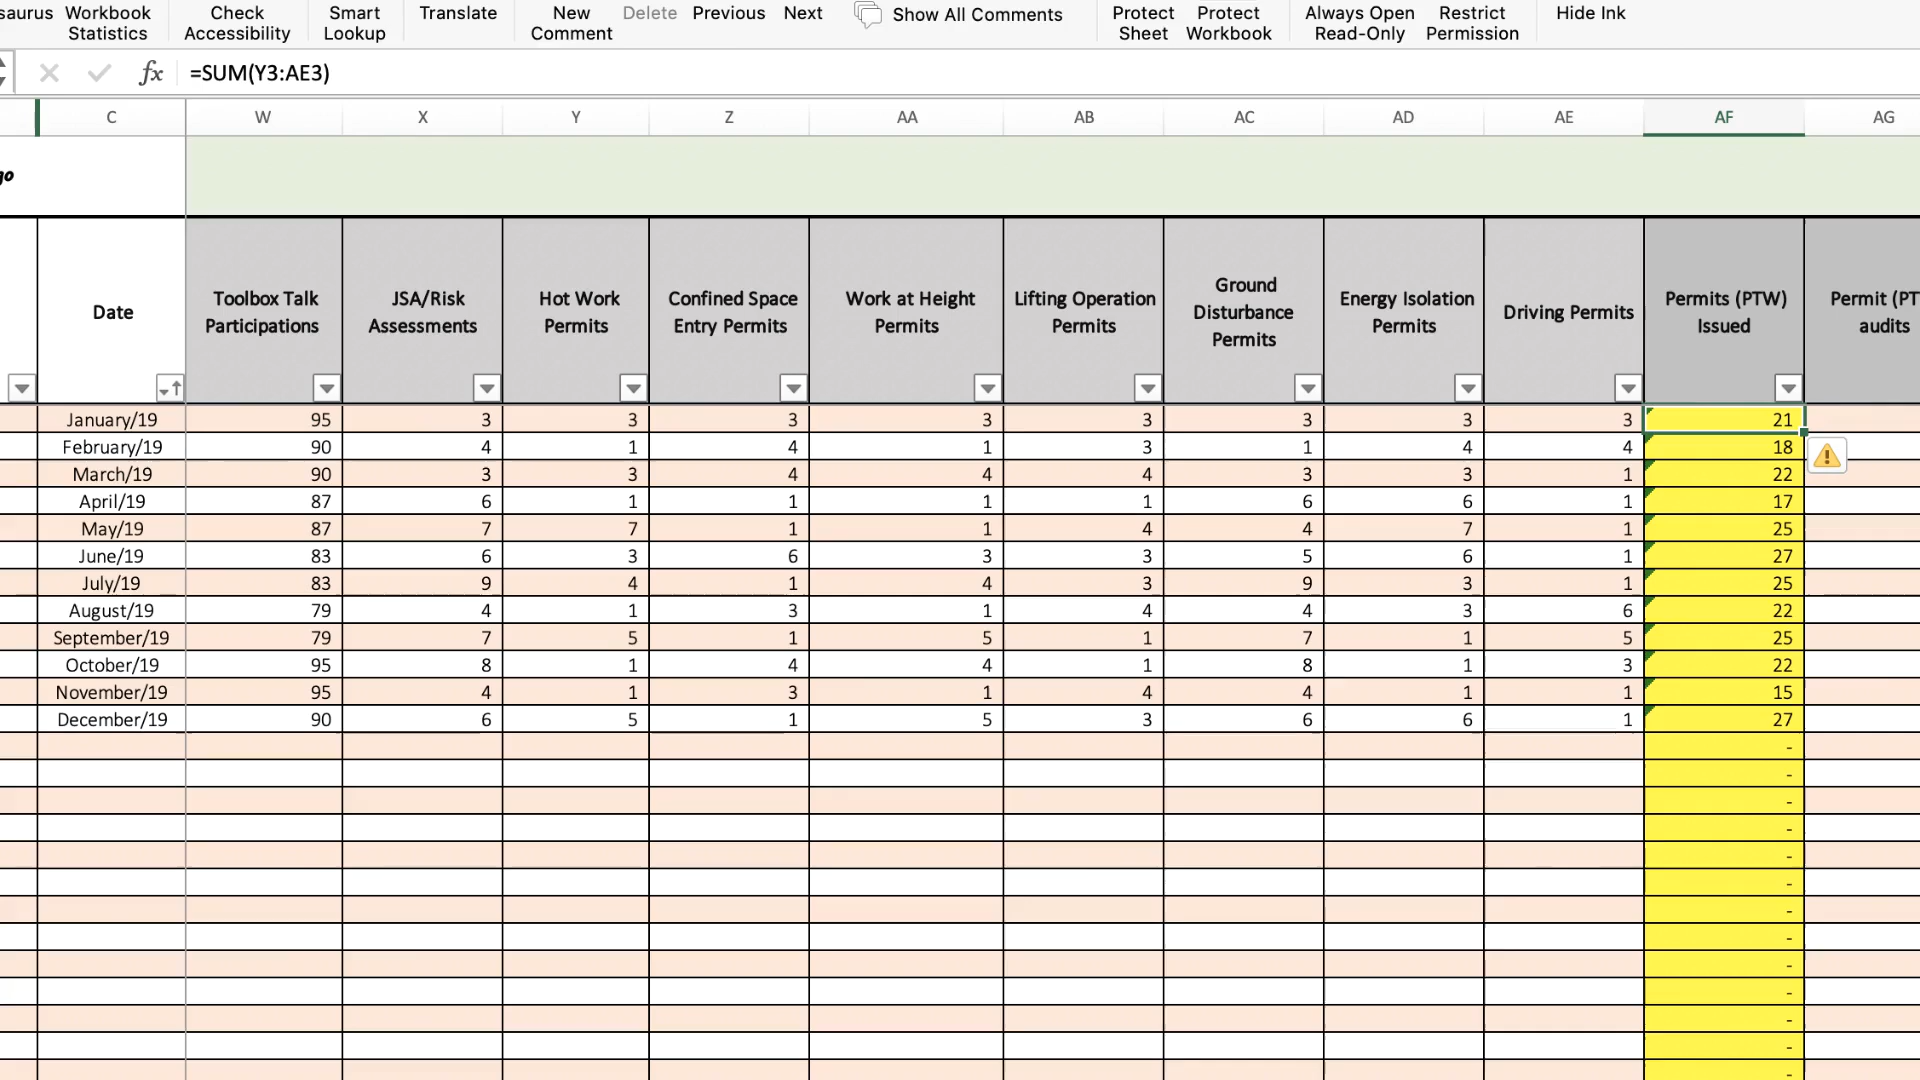 saurus Workbook Statistics Check Accessibility Smart Lookup Translate New Comment Delete Previous Next Show All Comments Protect Sheet Protect Workbook Always Open Read-Only Restrict Permission Hide Ink
fx =SUM(Y3:AE3)
C W X Y Z AA AB AC AD AE AF AG
go
Date Toolbox Talk Participations JSA/Risk Assessments Hot Work Permits Confined Space Entry Permits Work at Height Permits Lifting Operation Permits Ground Disturbance Permits Energy Isolation Permits Driving Permits Permits (PTW) Issued Permit (PT audits
January/19 95 3 3 3 3 3 3 3 3 21
February/19 90 4 1 4 1 3 1 4 4 18
March/19 90 3 3 4 4 4 3 3 1 22
April/19 87 6 1 1 1 1 6 6 1 17
May/19 87 7 7 1 1 4 4 7 1 25
June/19 83 6 3 6 3 3 5 6 1 27
July/19 83 9 4 1 4 3 9 3 1 25
August/19 79 4 1 3 1 4 4 3 6 22
September/19 79 7 5 1 5 1 7 1 5 25
October/19 95 8 1 4 4 1 8 1 3 22
November/19 95 4 1 3 1 4 4 1 1 15
December/19 90 6 5 1 5 3 6 6 1 27
-
-
-
-
-
-
-
-
-
-
-
-
-